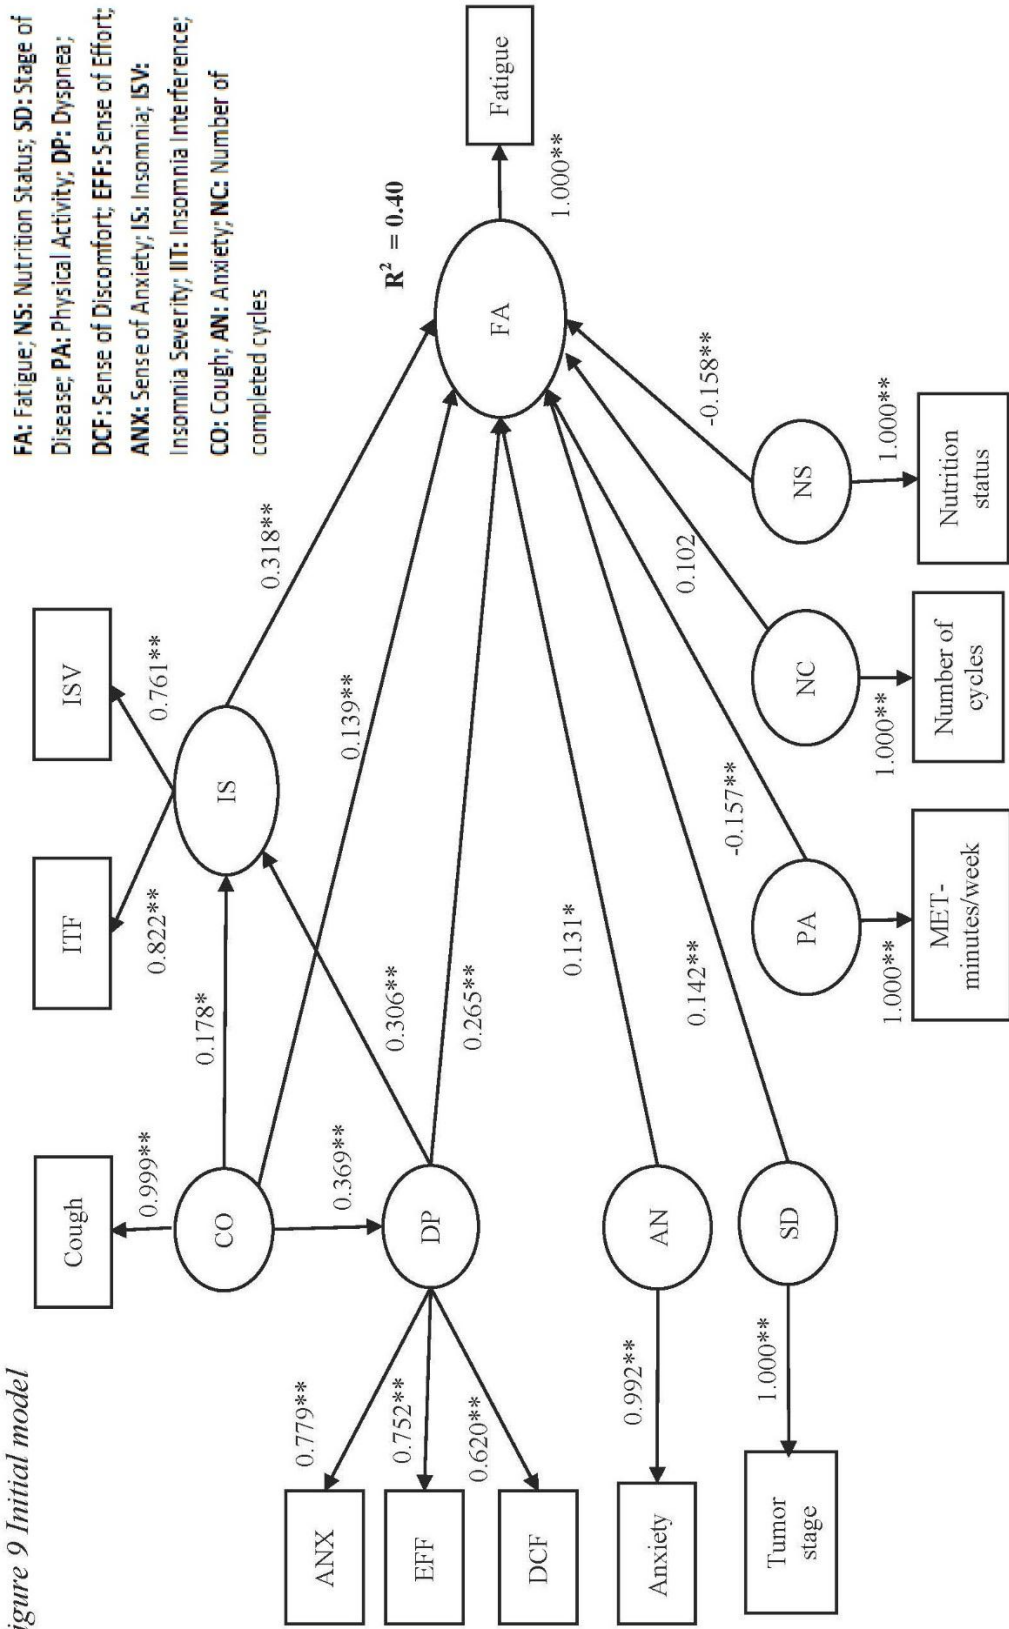 igure 9 Initial model
FA: Fatigue; NS: Nutrition Status; SD: Stage of
Disease; PA: Physical Activity; DP: Dyspnea;
DCF: Sense of Discomfort; EFF: Sense of Effort;
ANX: Sense of Anxiety; IS: Insomnia; ISV:
Insomnia Severity; IIT: Insomnia Interference;
CO: Cough; AN: Anxiety; NC: Number of
completed cycles
Cough
ITF
ISV
0.999**
0.822**
0.761**
CO
0.178*
IS
0.318**
0.139**
0.369**
0.306**
R² = 0.40
ANX
0.779**
EFF
0.752**
DCF
0.620**
DP
0.265**
FA
1.000**
Fatigue
0.131*
Anxiety
0.992**
AN
0.142**
Tumor
stage
1.000**
SD
-0.157**
0.102
-0.158**
PA
NC
NS
1.000**
1.000**
1.000**
MET-
minutes/week
Number of
cycles
Nutrition
status